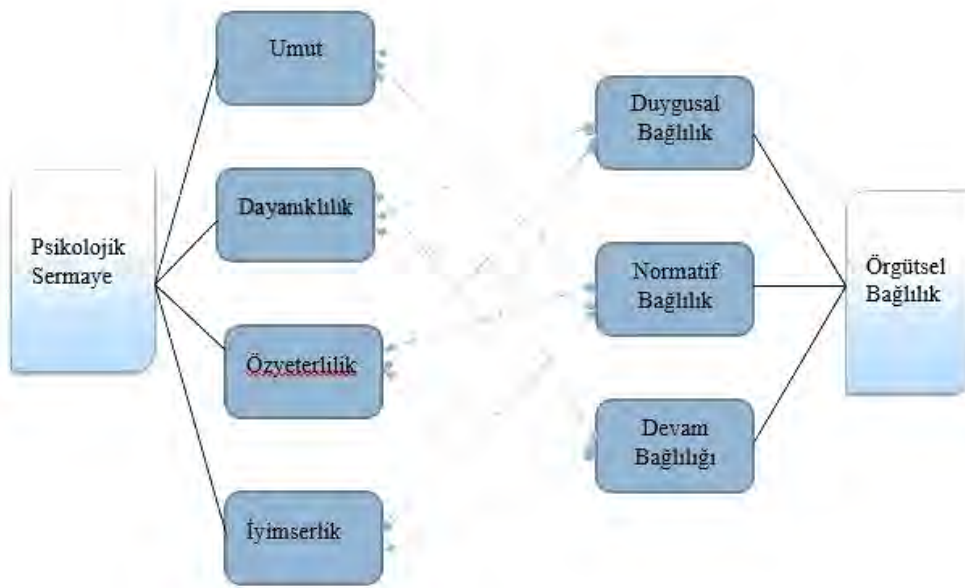 Umut
Dayanıklılık
Psikolojik
Sermaye
Özyeterlilik
İyimserlik
Duygusal
Bağlılık
Normatif
Bağlılık
Devam
Bağlılığı
Örgütsel
Bağlılık